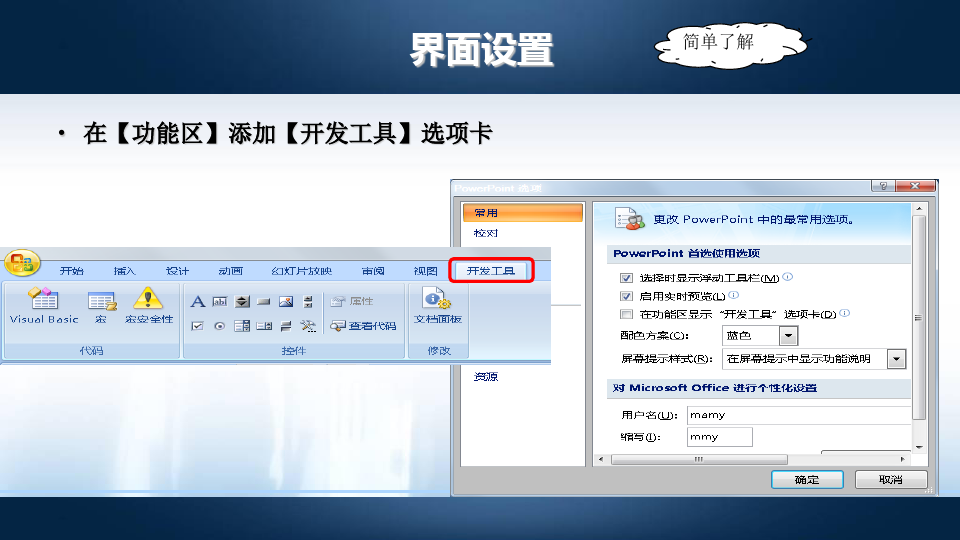 界面设置
简单了解
• 在【功能区】添加【开发工具】选项卡
PowerPoint 选项
常用
校对
资源
更改 PowerPoint 中的最常用选项。
PowerPoint 首选使用选项
选择时显示浮动工具栏(M)
启用实时预览(L)
在功能区显示“开发工具”选项卡(D)
配色方案(C): 蓝色
屏幕提示样式(R): 在屏幕提示中显示功能说明
对 Microsoft Office 进行个性化设置
用户名(U): mamy
缩写(I): mmy
确定 取消
开始 插入 设计 动画 幻灯片放映 审阅 视图 开发工具
Visual Basic 宏 宏安全性
代码
属性
查看代码
控件
文档面板
修改